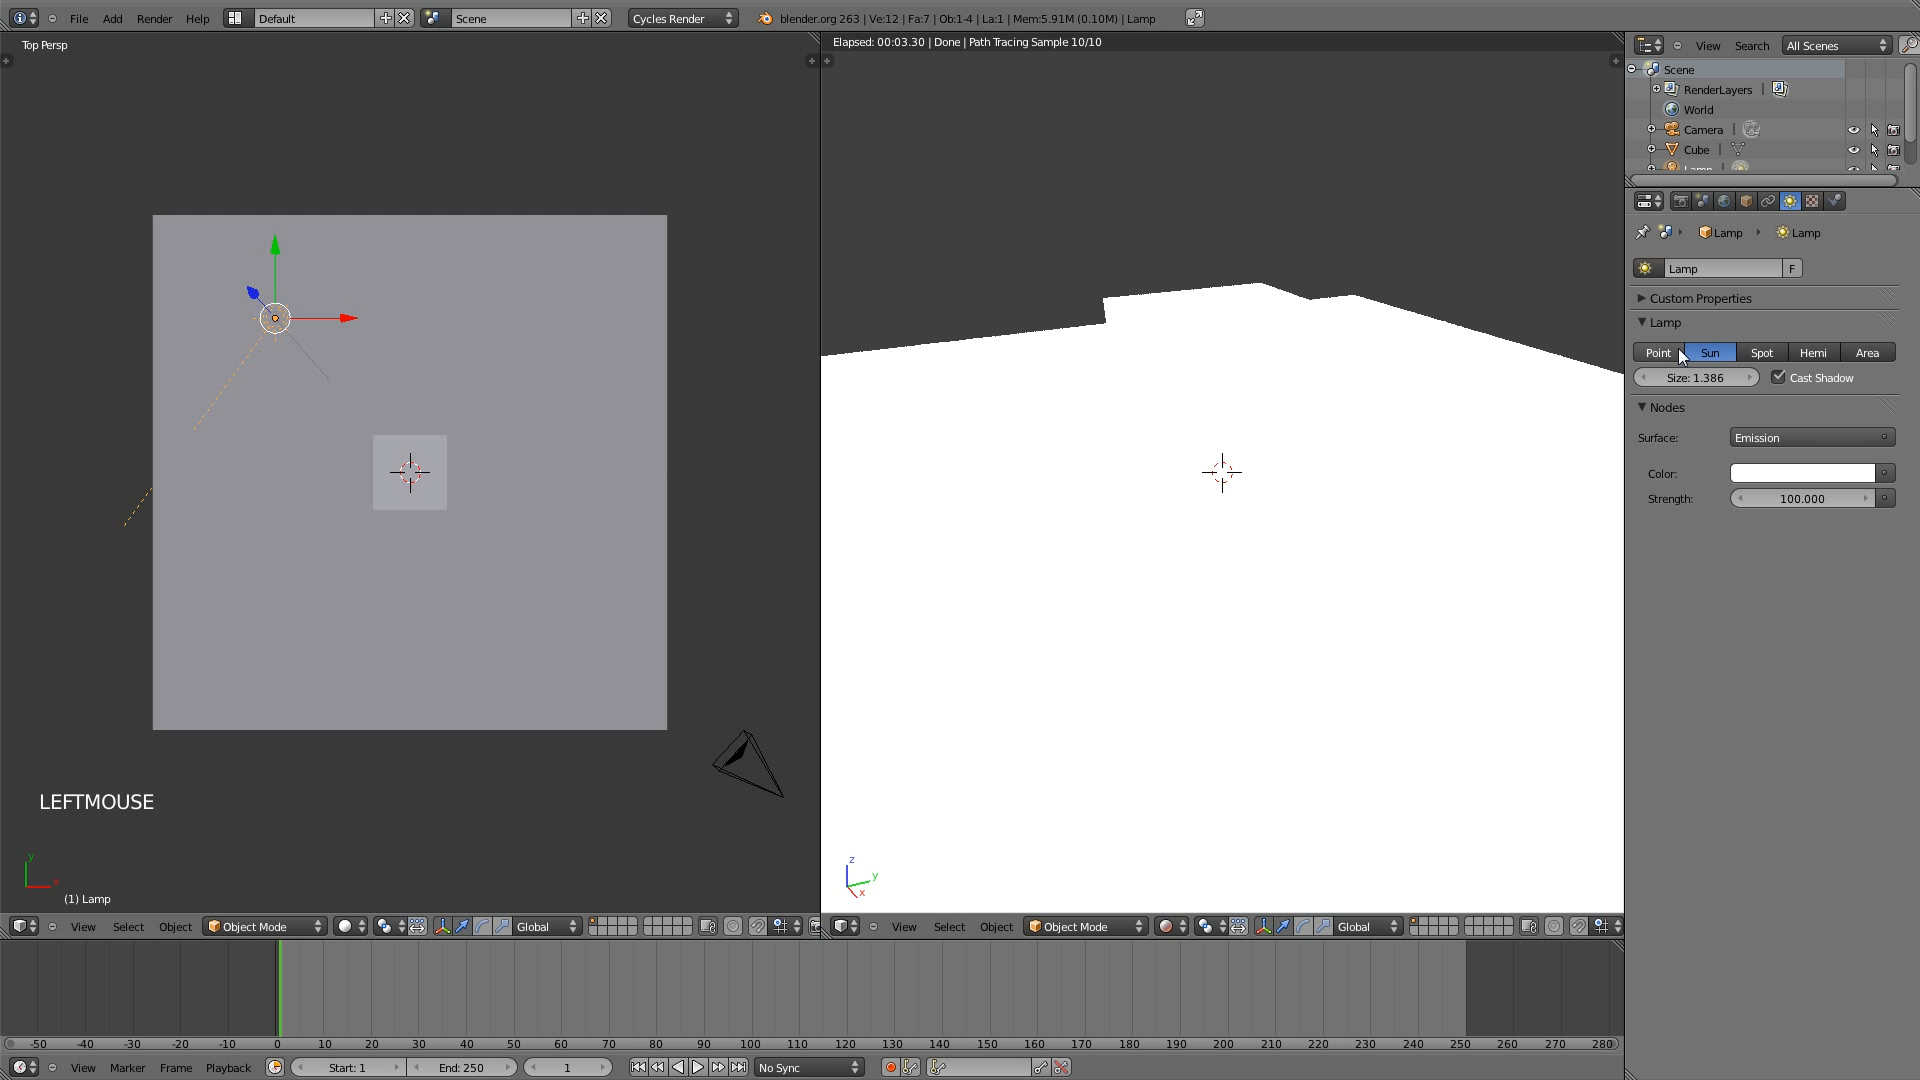 File Add Render Help Default Scene Cycles Render blender.org 263 | Ve:12 | Fa:7 | Ob:1-4 | La:1 | Mem:5.91M (0.10M) | Lamp
Top Persp
Elapsed: 00:03.30 | Done | Path Tracing Sample 10/10
View Search All Scenes
Scene
RenderLayers
World
Camera
Cube
Lamp Lamp
Lamp F
Custom Properties
Lamp
Point Sun Spot Hemi Area
Size: 1.386 Cast Shadow
Nodes
Surface: Emission
Color:
Strength: 100.000
LEFTMOUSE
y
x
(1) Lamp
z
y
x
View Select Object Object Mode Global
View Select Object Object Mode Global
-50 -40 -30 -20 -10 0 10 20 30 40 50 60 70 80 90 100 110 120 130 140 150 160 170 180 190 200 210 220 230 240 250 260 270 280
View Marker Frame Playback Start: 1 End: 250 1 No Sync